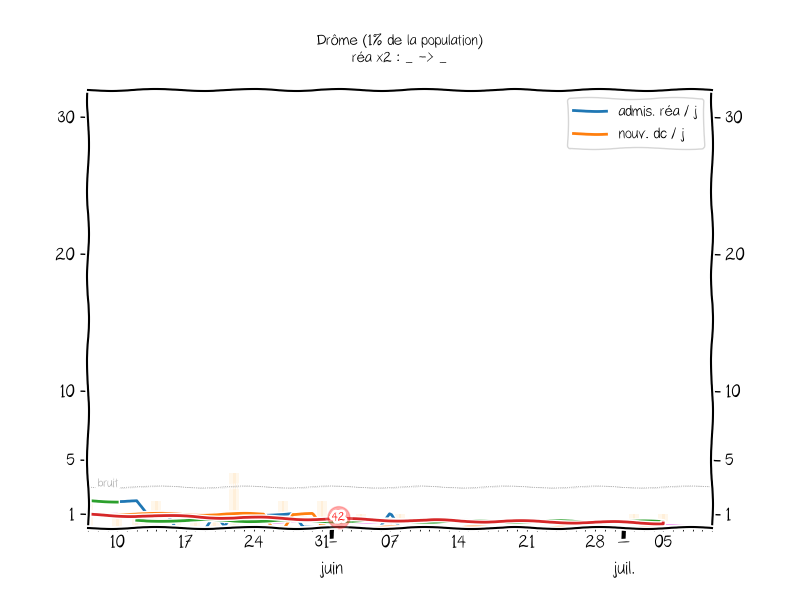 Drôme (1% de la population)
réa x2 : _ -> _
admis. réa / j
nouv. dc / j
30 30
20 20
10 10
5 5
bruit
1 1
42
10 17 24 31 07 14 21 28 05
juin juil.